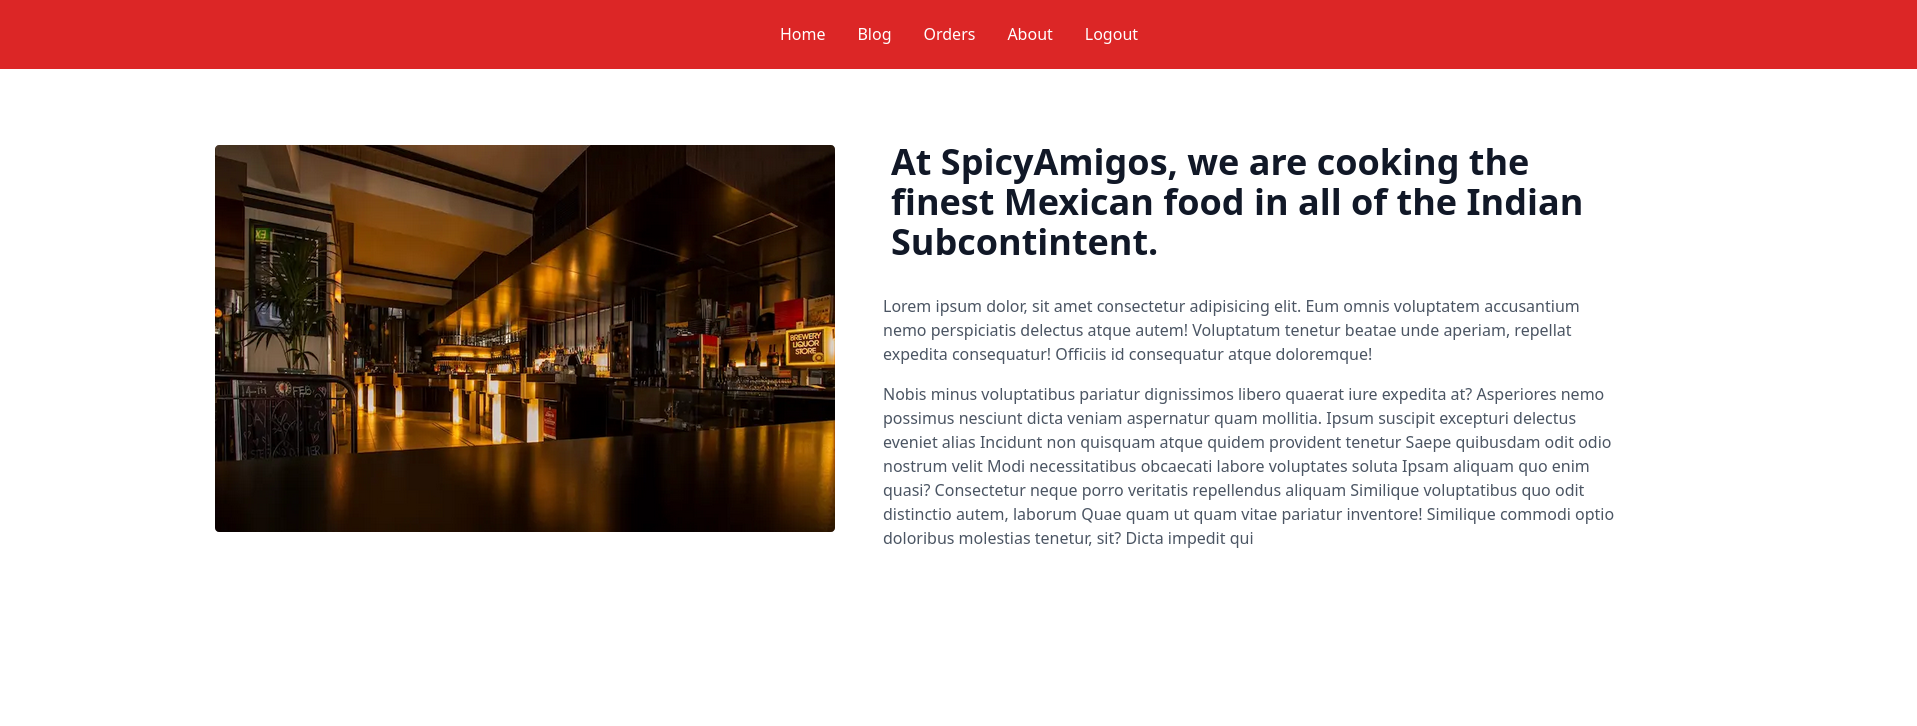 Home Blog Orders About Logout
At SpicyAmigos, we are cooking the
finest Mexican food in all of the Indian
Subcontintent.
Lorem ipsum dolor, sit amet consectetur adipisicing elit. Eum omnis voluptatem accusantium
nemo perspiciatis delectus atque autem! Voluptatum tenetur beatae unde aperiam, repellat
expedita consequatur! Officiis id consequatur atque doloremque!
Nobis minus voluptatibus pariatur dignissimos libero quaerat iure expedita at? Asperiores nemo
possimus nesciunt dicta veniam aspernatur quam mollitia. Ipsum suscipit excepturi delectus
eveniet alias Incidunt non quisquam atque quidem provident tenetur Saepe quibusdam odit odio
nostrum velit Modi necessitatibus obcaecati labore voluptates soluta Ipsam aliquam quo enim
quasi? Consectetur neque porro veritatis repellendus aliquam Similique voluptatibus quo odit
distinctio autem, laborum Quae quam ut quam vitae pariatur inventore! Similique commodi optio
doloribus molestias tenetur, sit? Dicta impedit qui
BREWERY
LIQUOR
STORE
14TH FEB